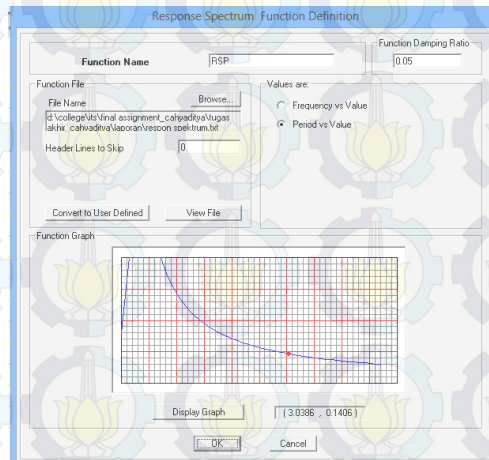 Response Spectrum Function Definition
Function Name
RSP
Function Damping Ratio
0.05
Function File
File Name
Browse...
d:\college\its\final assignment_cahyaditya\tugas
akhir_cahyaditya\laporan\respon spektrum.txt
Header Lines to Skip
0
Convert to User Defined
View File
Values are:
Frequency vs Value
Period vs Value
Function Graph
Display Graph
(3.0386 , 0.1406)
OK
Cancel